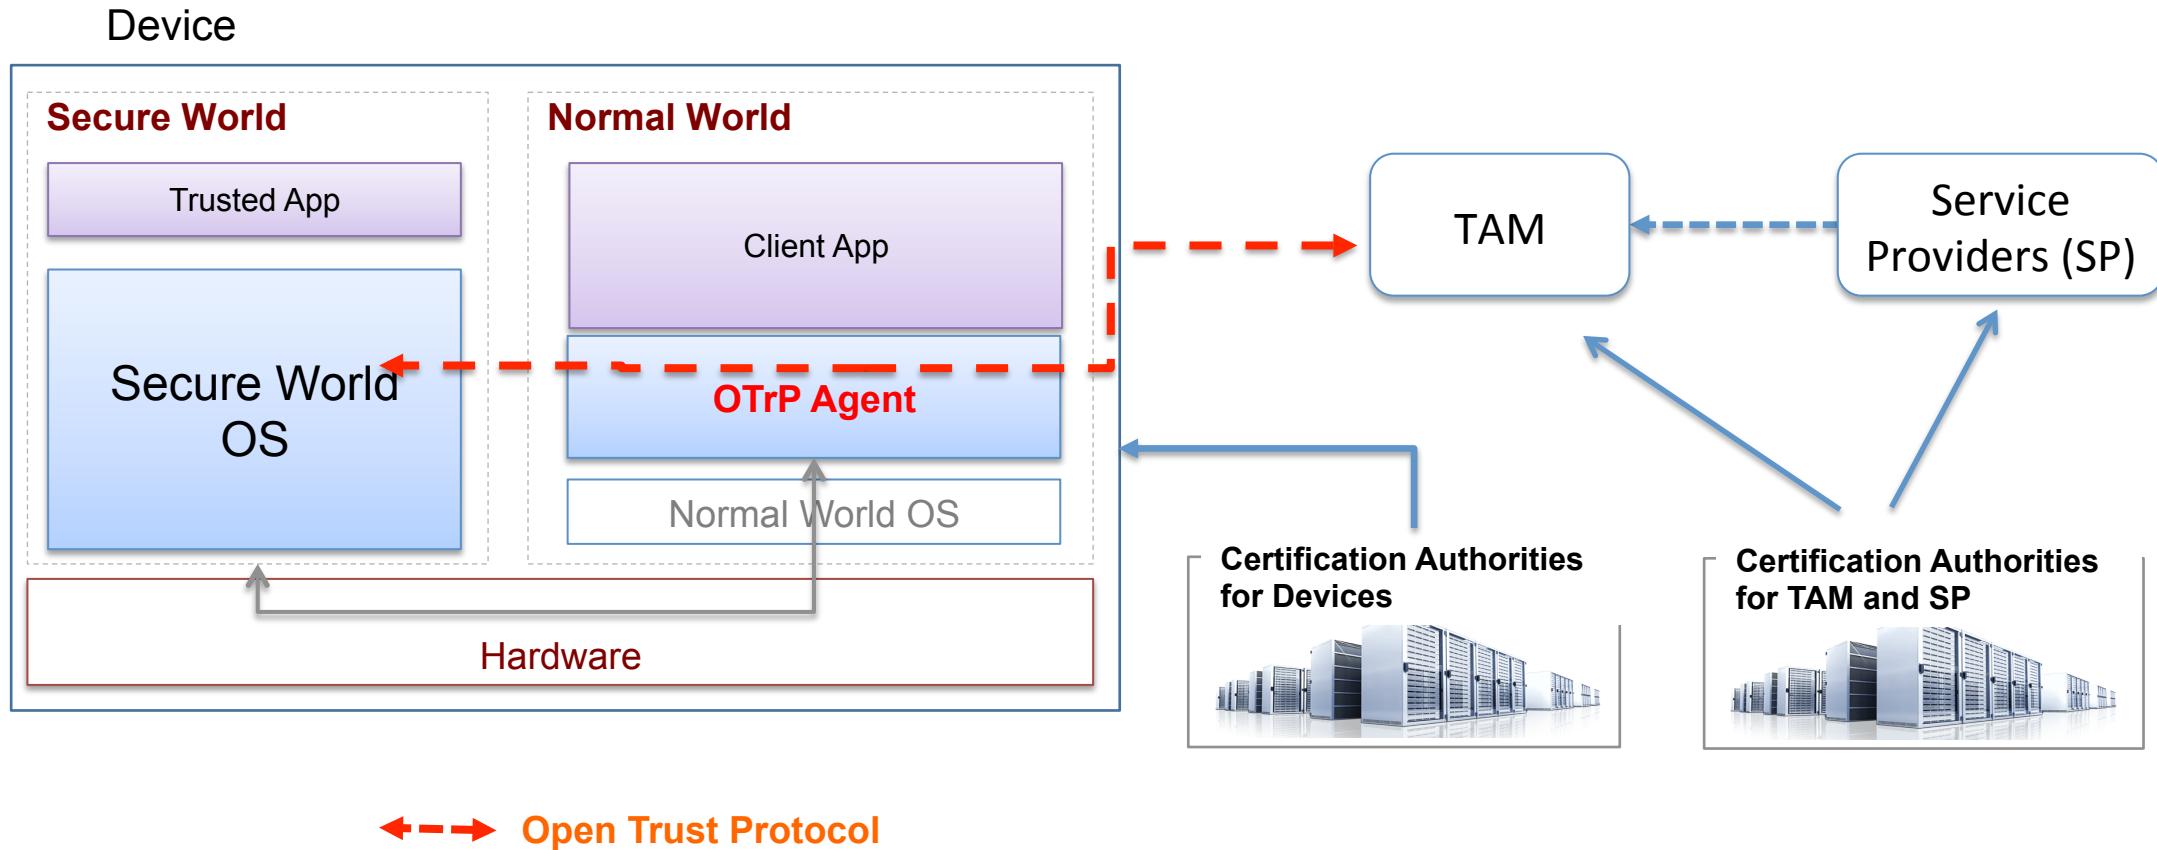 Device
Secure World
Normal World
Trusted App
Client App
Secure World
OS
OTrP Agent
Normal World OS
Hardware
TAM
Service
Providers (SP)
Certification Authorities
for Devices
Certification Authorities
for TAM and SP
Open Trust Protocol